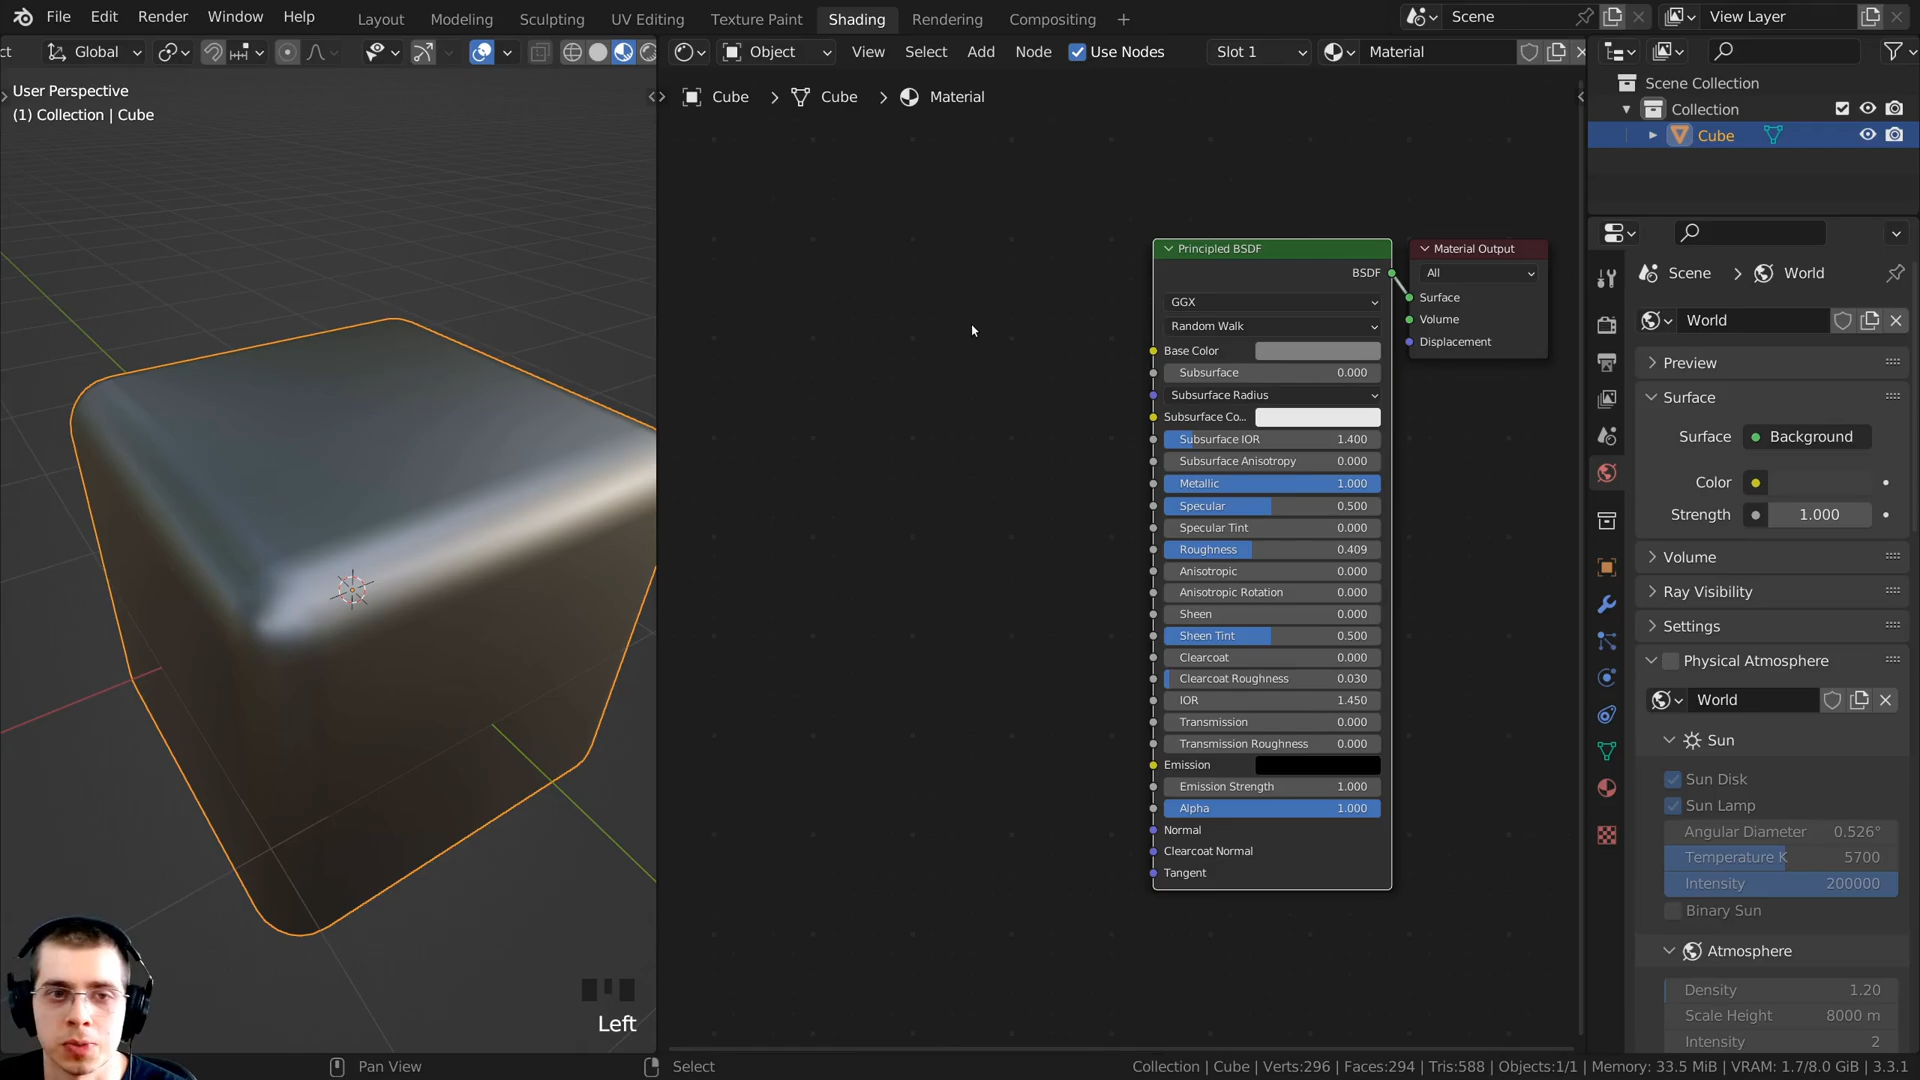 File Edit Render Window Help Layout Modeling Sculpting UV Editing Texture Paint Shading Rendering Compositing + Scene View Layer
ct Global Object View Select Add Node Use Nodes Slot 1 Material
User Perspective
(1) Collection | Cube
Cube > Cube > Material
Principled BSDF
BSDF
GGX
Random Walk
Base Color
Subsurface 0.000
Subsurface Radius
Subsurface Co...
Subsurface IOR 1.400
Subsurface Anisotropy 0.000
Metallic 1.000
Specular 0.500
Specular Tint 0.000
Roughness 0.409
Anisotropic 0.000
Anisotropic Rotation 0.000
Sheen 0.000
Sheen Tint 0.500
Clearcoat 0.000
Clearcoat Roughness 0.030
IOR 1.450
Transmission 0.000
Transmission Roughness 0.000
Emission
Emission Strength 1.000
Alpha 1.000
Normal
Clearcoat Normal
Tangent
Material Output
All
Surface
Volume
Displacement
Scene Collection
Collection
Cube
Scene > World
World
Preview
Surface
Surface Background
Color
Strength 1.000
Volume
Ray Visibility
Settings
Physical Atmosphere
World
Sun
Sun Disk
Sun Lamp
Angular Diameter 0.526°
Temperature K 5700
Intensity 200000
Binary Sun
Atmosphere
Density 1.20
Scale Height 8000 m
Intensity 2
Left
Pan View Select Collection | Cube | Verts:296 | Faces:294 | Tris:588 | Objects:1/1 | Memory: 33.5 MiB | VRAM: 1.7/8.0 GiB | 3.3.1